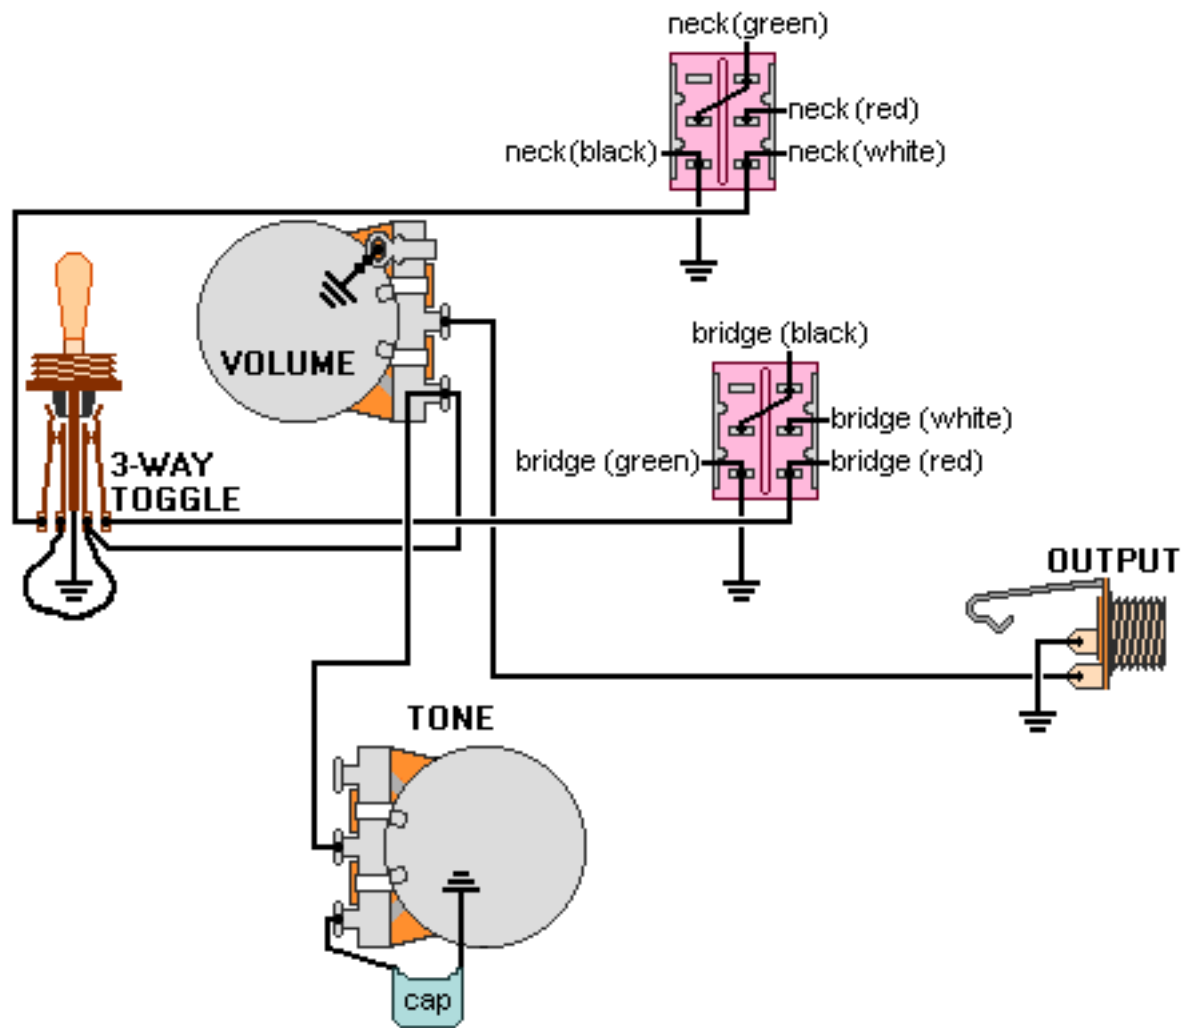 neck(green)
neck (red)
neck(black)
neck(white)
VOLUME
bridge (black)
bridge (white)
bridge (green)
bridge (red)
3-WAY
TOGGLE
OUTPUT
TONE
cap